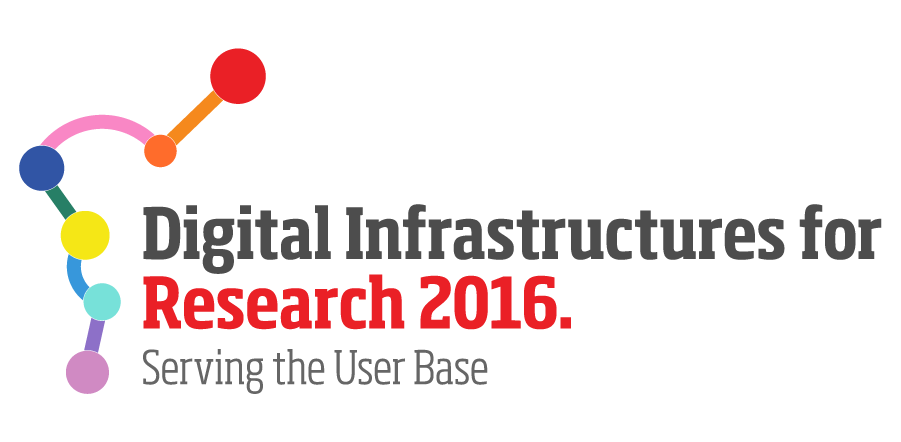 Digital Infrastructures for
Research 2016.
Serving the User Base